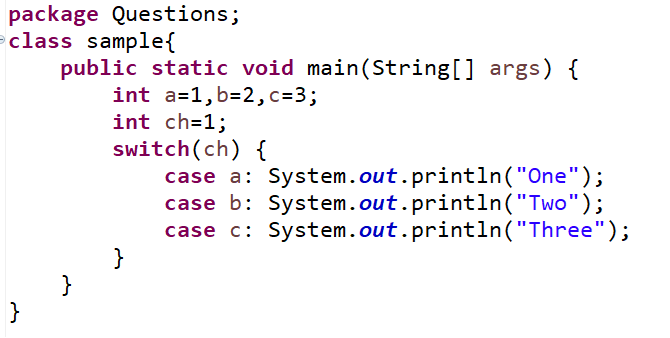 package Questions;
class sample{
    public static void main(String[] args) {
        int a=1,b=2,c=3;
        int ch=1;
        switch(ch) {
            case a: System.out.println("One");
            case b: System.out.println("Two");
            case c: System.out.println("Three");
        }
    }
}